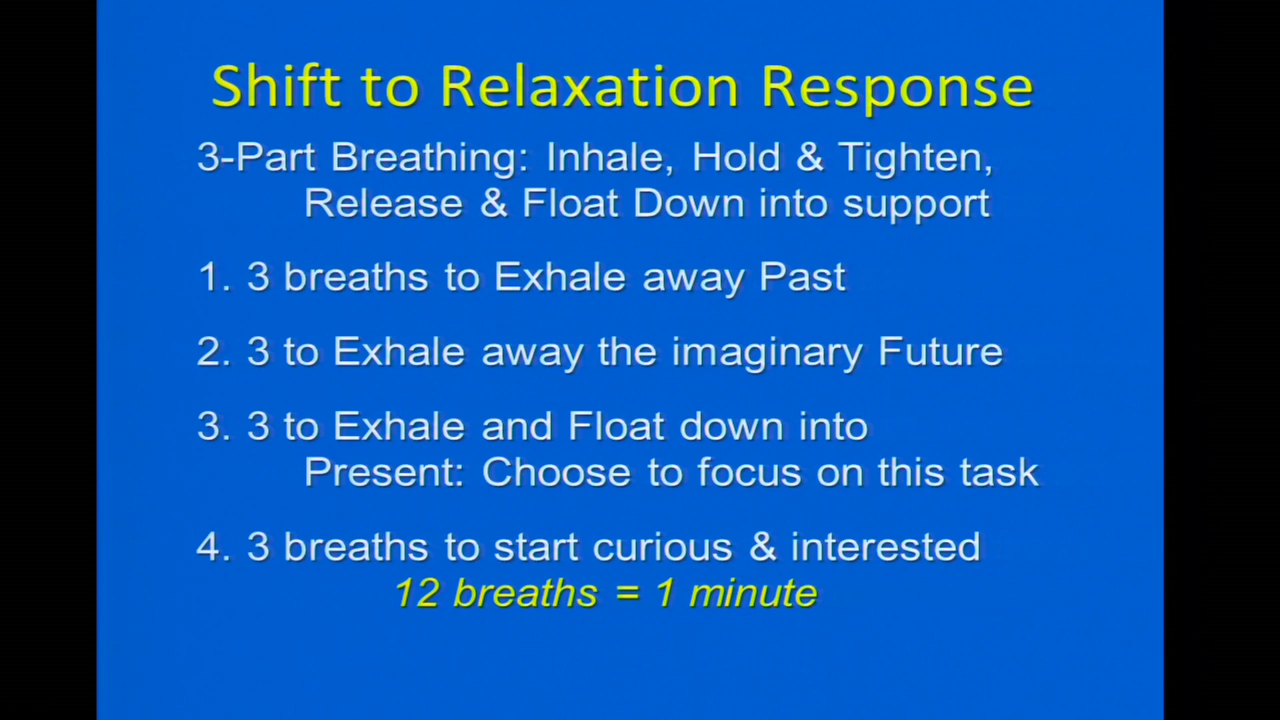 Shift to Relaxation Response
3-Part Breathing: Inhale, Hold & Tighten,
Release & Float Down into support
1. 3 breaths to Exhale away Past
2. 3 to Exhale away the imaginary Future
3. 3 to Exhale and Float down into
Present: Choose to focus on this task
4. 3 breaths to start curious & interested
12 breaths = 1 minute